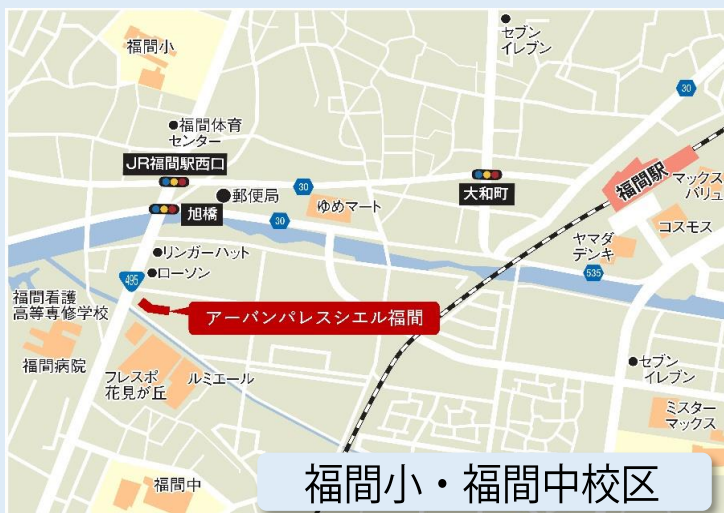 福間小
セブン
イレブン
30
●福間体育
センター
JR福間駅西口
郵便局
30
旭橋
30
ゆめマート
大和町
福間駅
マックス
バリュ
コスモス
ヤマダ
デンキ
535
リンガーハット
ローソン
495
福間看護
高等専修学校
アーバンパレスシエル福間
福間病院
フレスポ
花見が丘
ルミエール
セブン
イレブン
ミスター
マックス
福間中
福間小・福間中校区